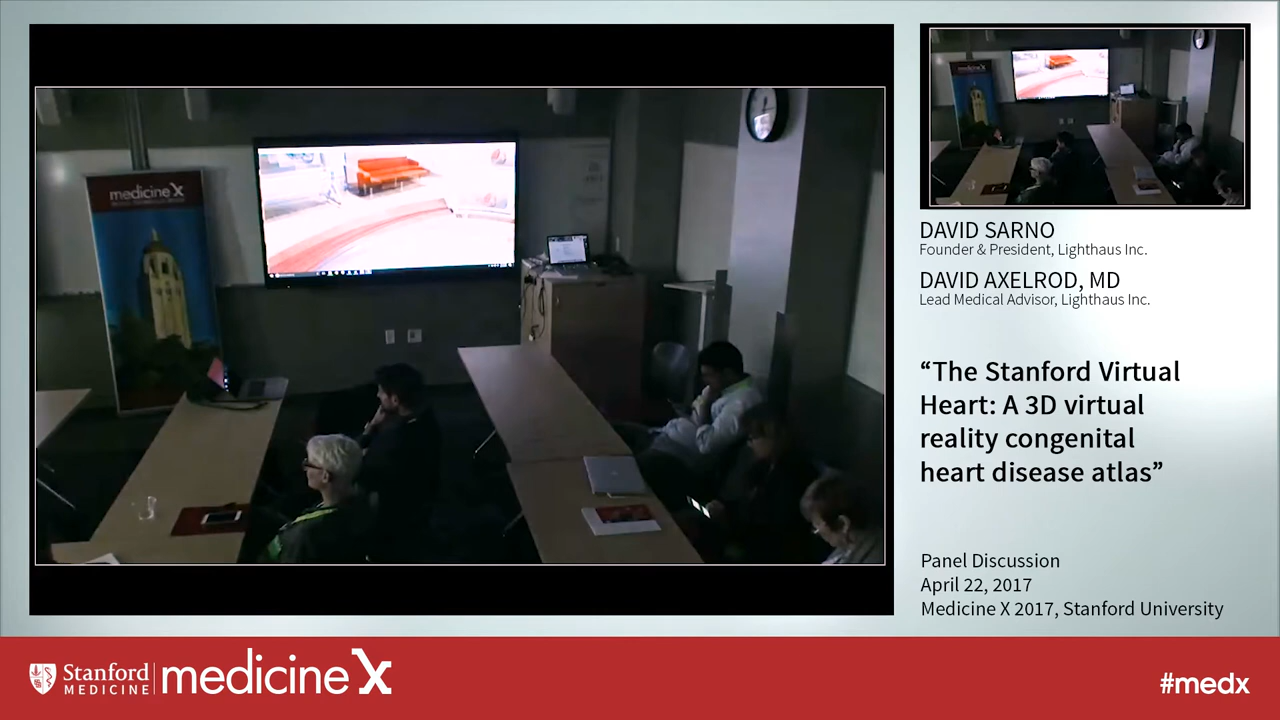 medicine X
DAVID SARNO
Founder & President, Lighthaus Inc.
DAVID AXELROD, MD
Lead Medical Advisor, Lighthaus Inc.
“The Stanford Virtual
Heart: A 3D virtual
reality congenital
heart disease atlas”
Panel Discussion
April 22, 2017
Medicine X 2017, Stanford University
Stanford
MEDICINE
medicine X
#medx